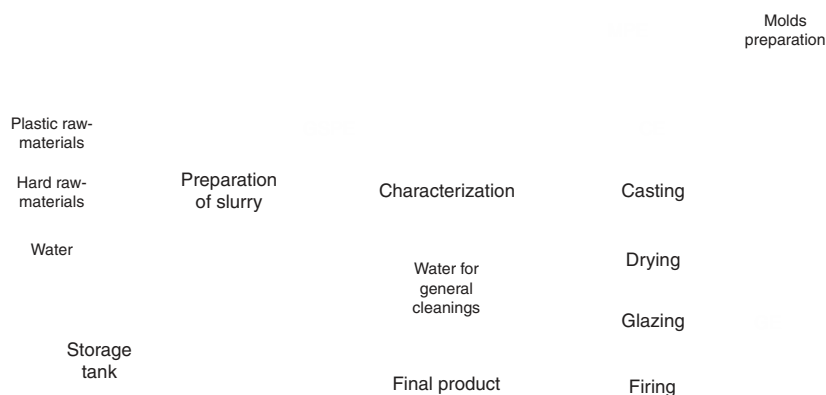 Molds
preparation
Plastic raw-
materials
Hard raw-
materials
Preparation
of slurry
Characterization
Casting
Water
Drying
Water for
general
cleanings
Glazing
Storage
tank
Final product
Firing